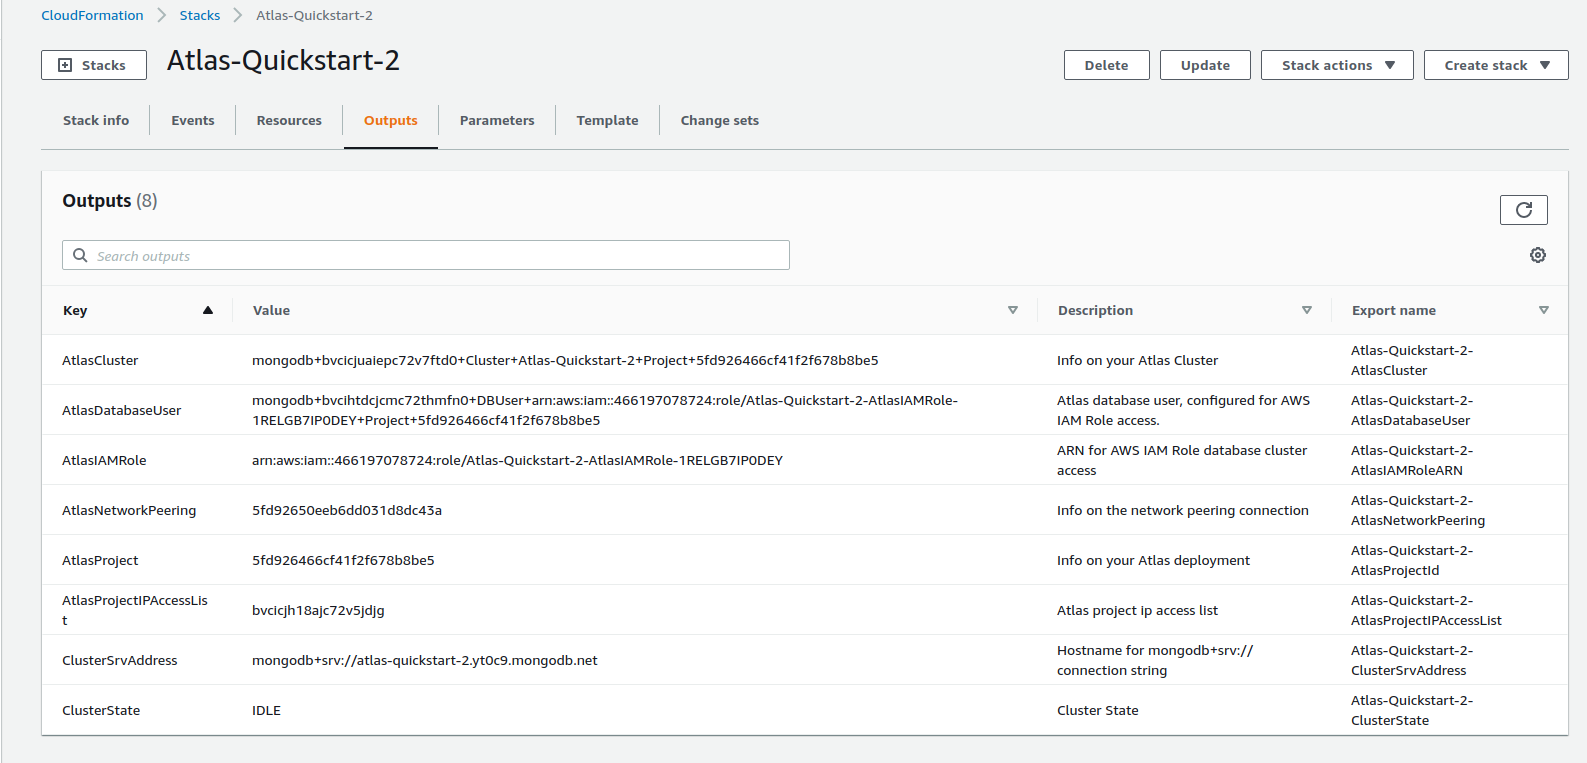 CloudFormation Stacks Atlas-Quickstart-2
Stacks Atlas-Quickstart-2 Delete Update Stack actions Create stack
Stack info Events Resources Outputs Parameters Template Change sets
Outputs (8)
Search outputs
Key Value Description Export name
AtlasCluster mongodb+bvcicjuaiepc72v7ftd0+Cluster+Atlas-Quickstart-2+Project+5fd926466cf41f2f678b8be5 Info on your Atlas Cluster Atlas-Quickstart-2-
AtlasCluster
AtlasDatabaseUser mongodb+bvcihtdcjcmc72thmfn0+DBUser+arn:aws:iam::466197078724:role/Atlas-Quickstart-2-AtlasIAMRole- Atlas database user, configured for AWS Atlas-Quickstart-2-
1RELGB7IP0DEY+Project+5fd926466cf41f2f678b8be5 IAM Role access. AtlasDatabaseUser
AtlasIAMRole arn:aws:iam::466197078724:role/Atlas-Quickstart-2-AtlasIAMRole-1RELGB7IP0DEY ARN for AWS IAM Role database cluster Atlas-Quickstart-2-
access AtlasIAMRoleARN
AtlasNetworkPeering 5fd92650eeb6dd031d8dc43a Info on the network peering connection Atlas-Quickstart-2-
AtlasNetworkPeering
AtlasProject 5fd926466cf41f2f678b8be5 Info on your Atlas deployment Atlas-Quickstart-2-
AtlasProjectId
AtlasProjectIPAccessLis bvcicjh18ajc72v5jdjg Atlas project ip access list Atlas-Quickstart-2-
t AtlasProjectIPAccessList
ClusterSrvAddress mongodb+srv://atlas-quickstart-2.yt0c9.mongodb.net Hostname for mongodb+srv:// Atlas-Quickstart-2-
connection string ClusterSrvAddress
ClusterState IDLE Cluster State Atlas-Quickstart-2-
ClusterState